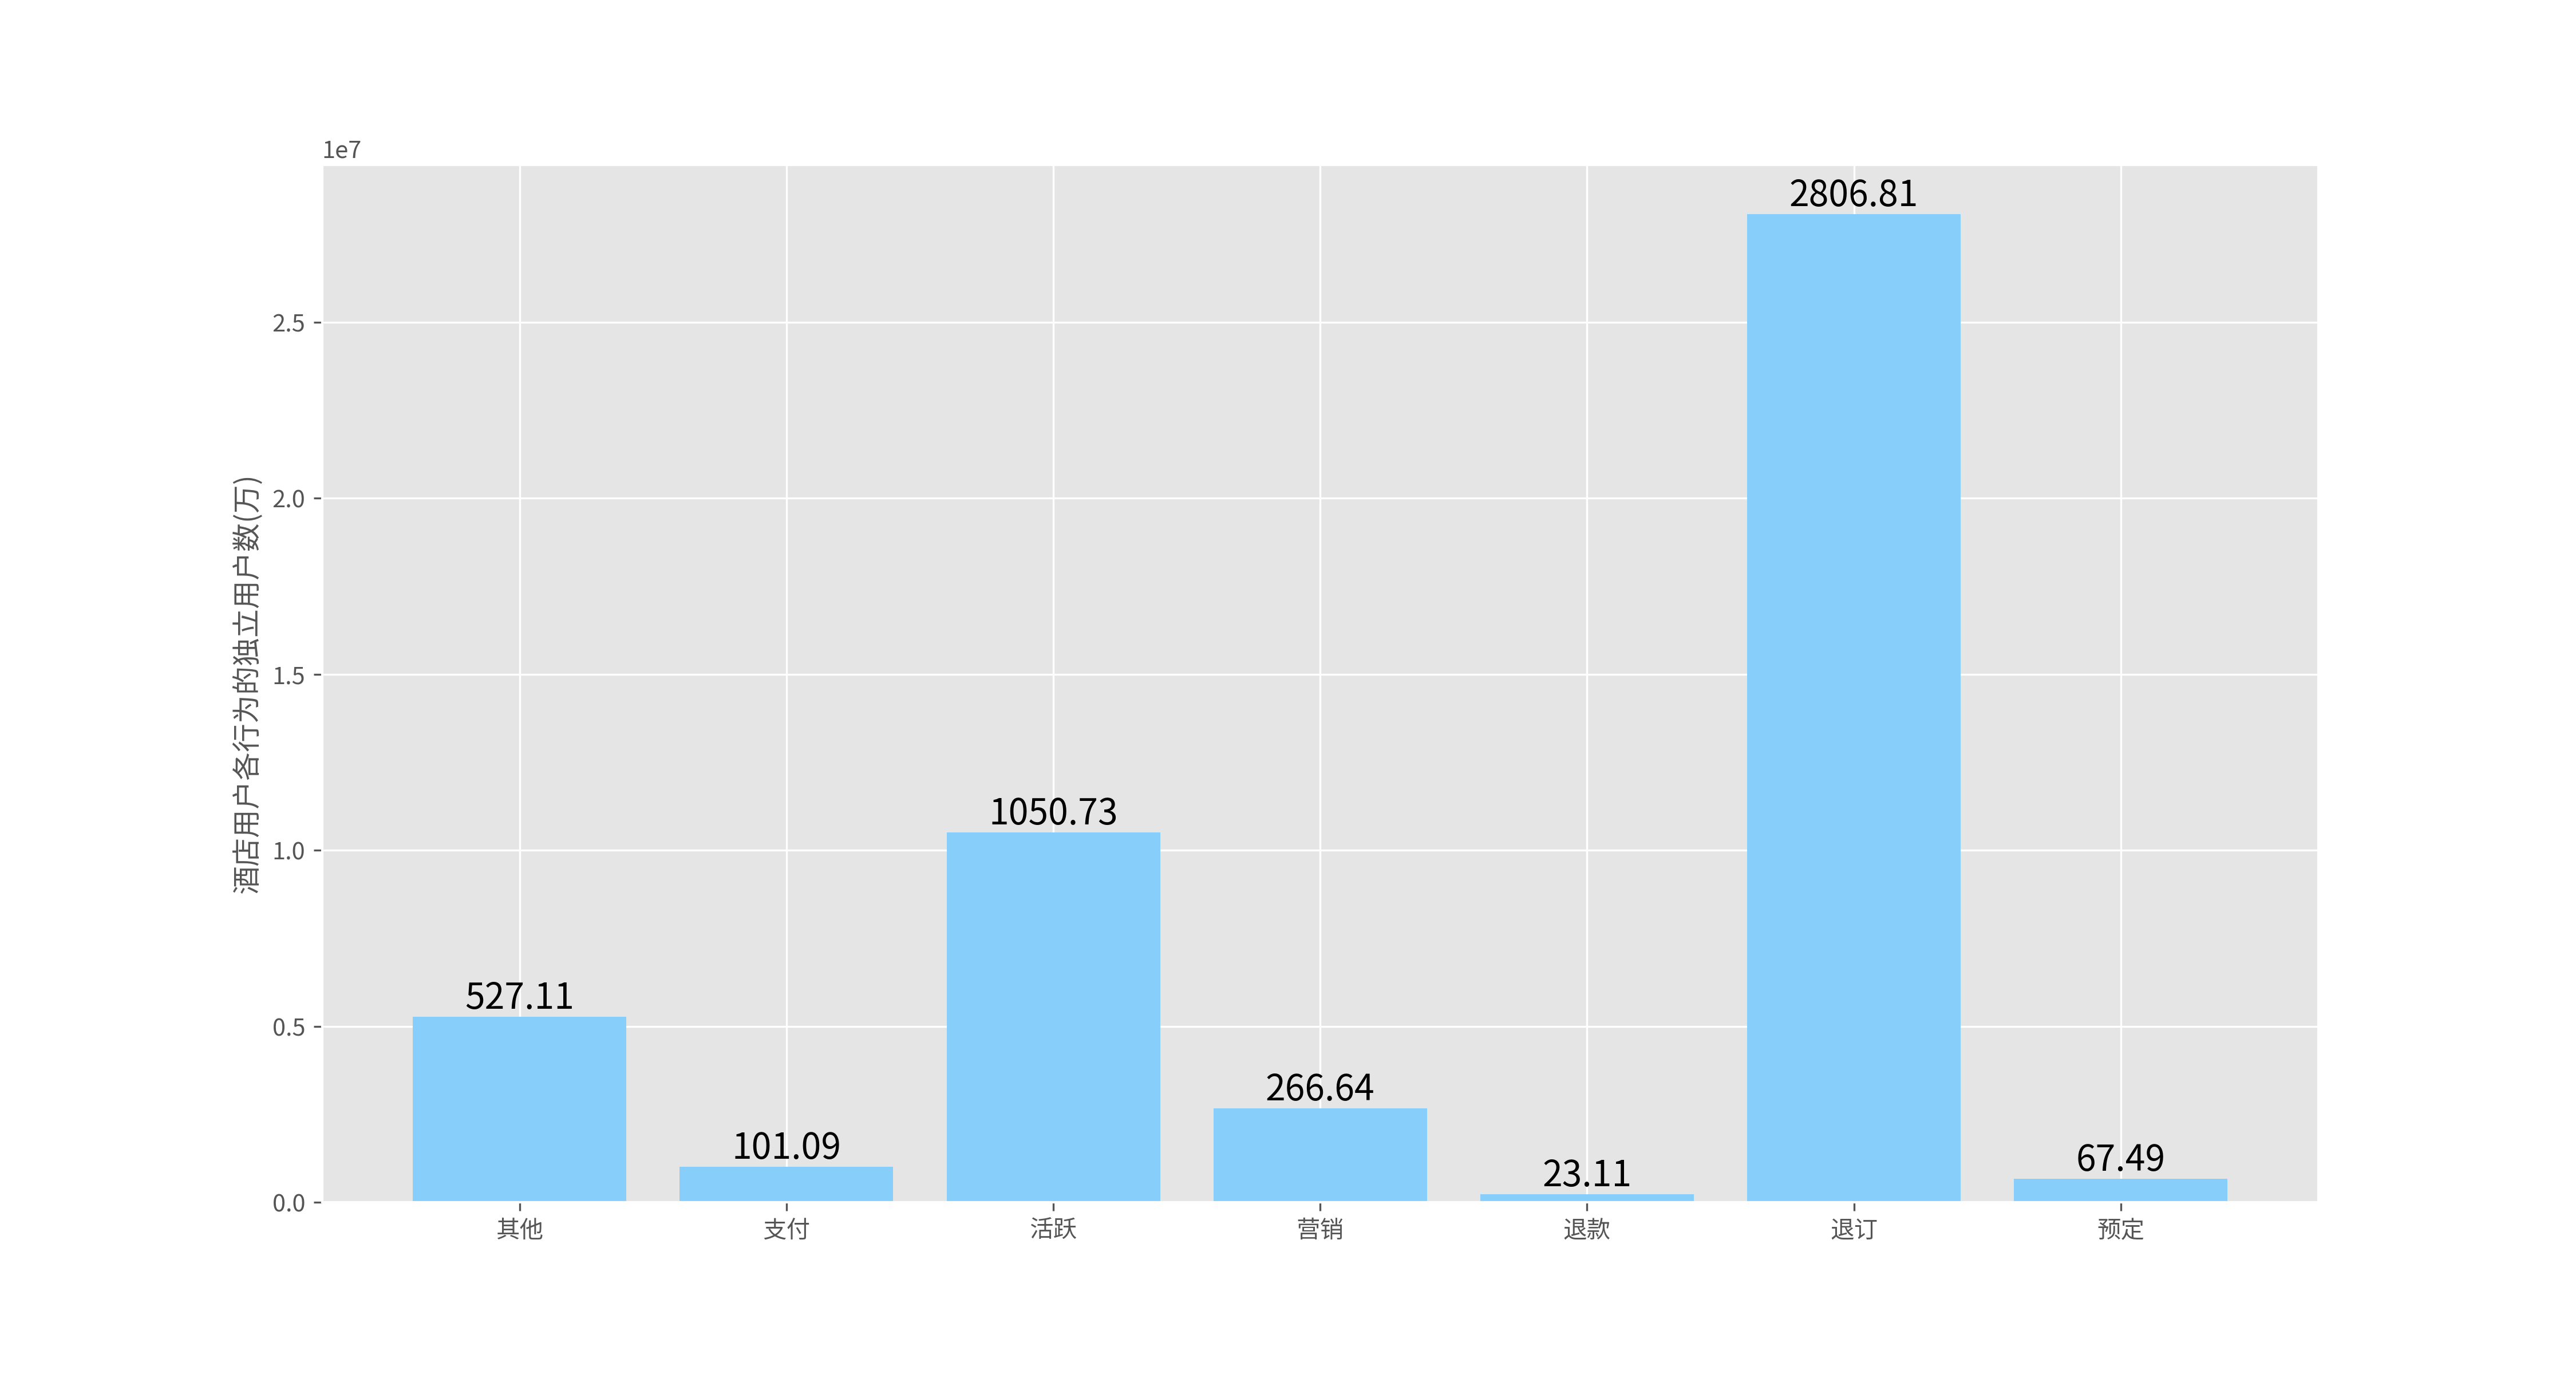 1e7
酒店用户各行为的独立用户数(万)
2.5
2.0
1.5
1.0
0.5
0.0
527.11
101.09
1050.73
266.64
23.11
2806.81
67.49
其他
支付
活跃
营销
退款
退订
预定